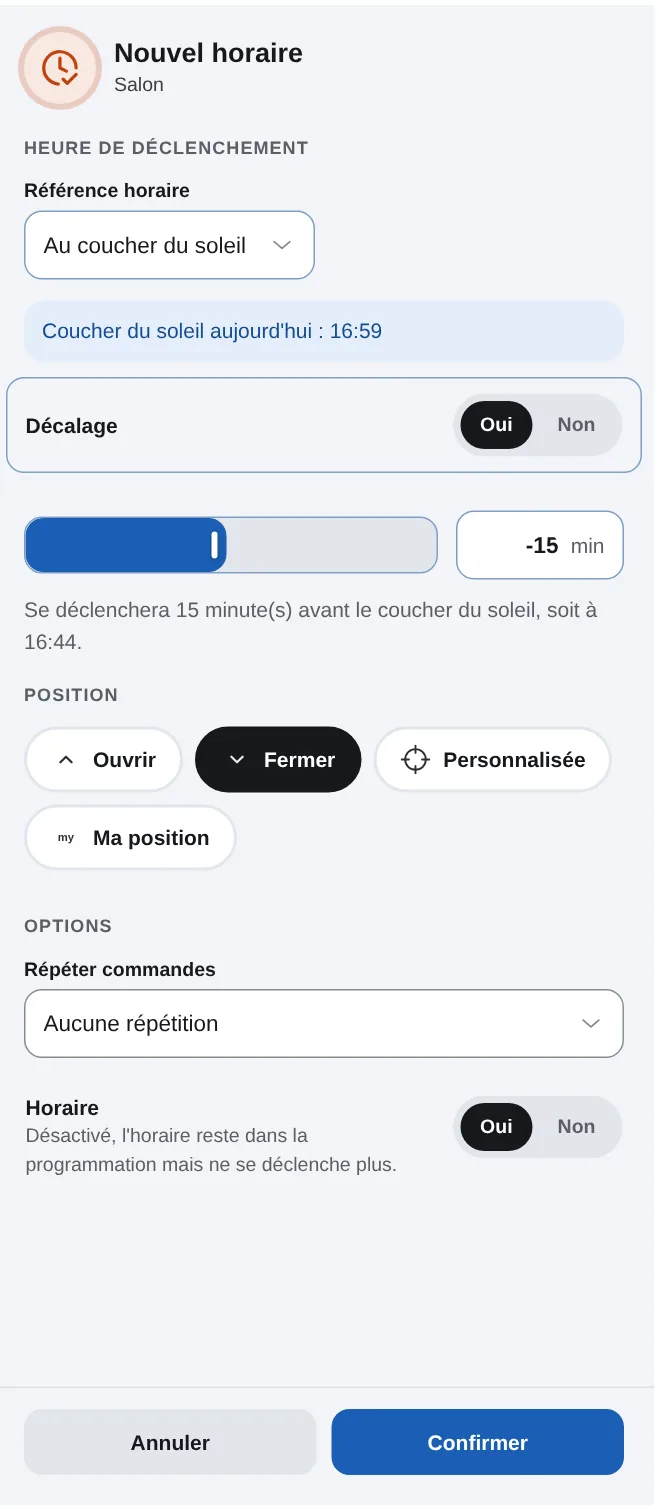 Nouvel horaire
Salon
HEURE DE DÉCLENCHEMENT
Référence horaire
Au coucher du soleil
Coucher du soleil aujourd'hui : 16:59
Décalage
Oui Non
-15 min
Se déclenchera 15 minute(s) avant le coucher du soleil, soit à
16:44.
POSITION
Ouvrir Fermer Personnalisée
my Ma position
OPTIONS
Répéter commandes
Aucune répétition
Horaire
Désactivé, l'horaire reste dans la
programmation mais ne se déclenche plus.
Oui Non
Annuler Confirmer